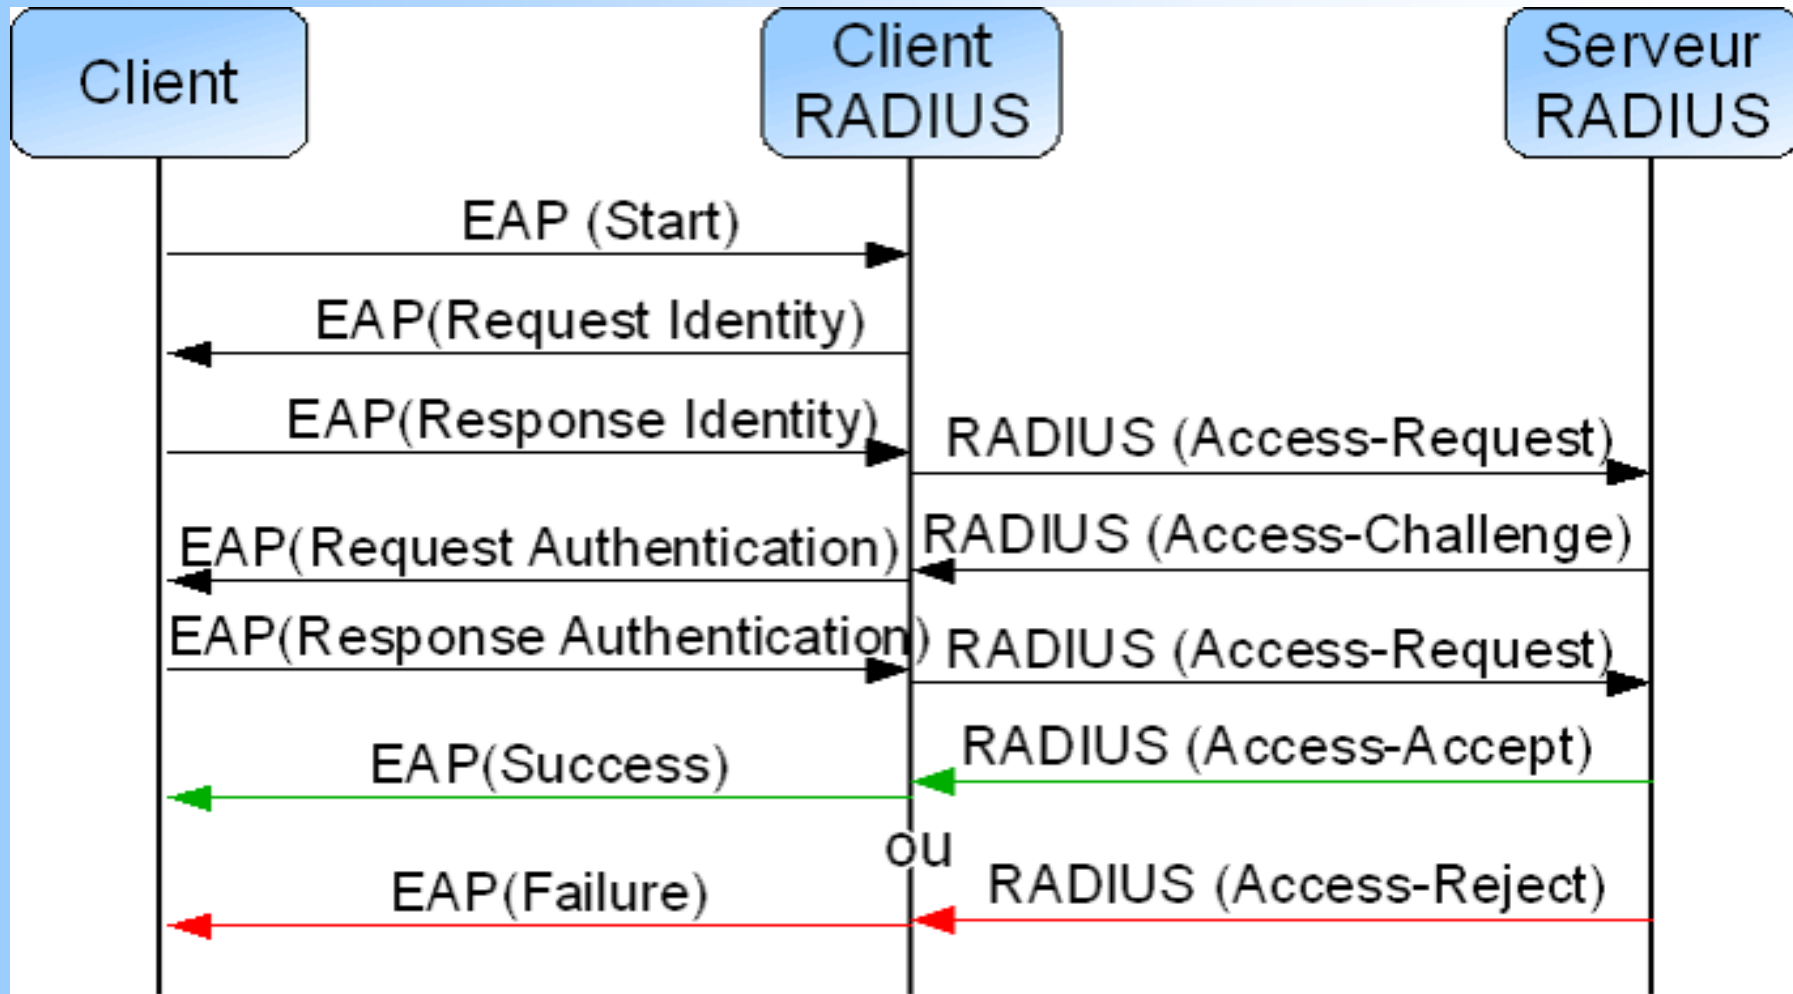 Client
Client
RADIUS
Serveur
RADIUS
EAP (Start)
EAP(Request Identity)
EAP(Response Identity)
RADIUS (Access-Request)
RADIUS (Access-Challenge)
EAP(Request Authentication)
EAP(Response Authentication)
RADIUS (Access-Request)
RADIUS (Access-Accept)
EAP(Success)
ou
RADIUS (Access-Reject)
EAP(Failure)